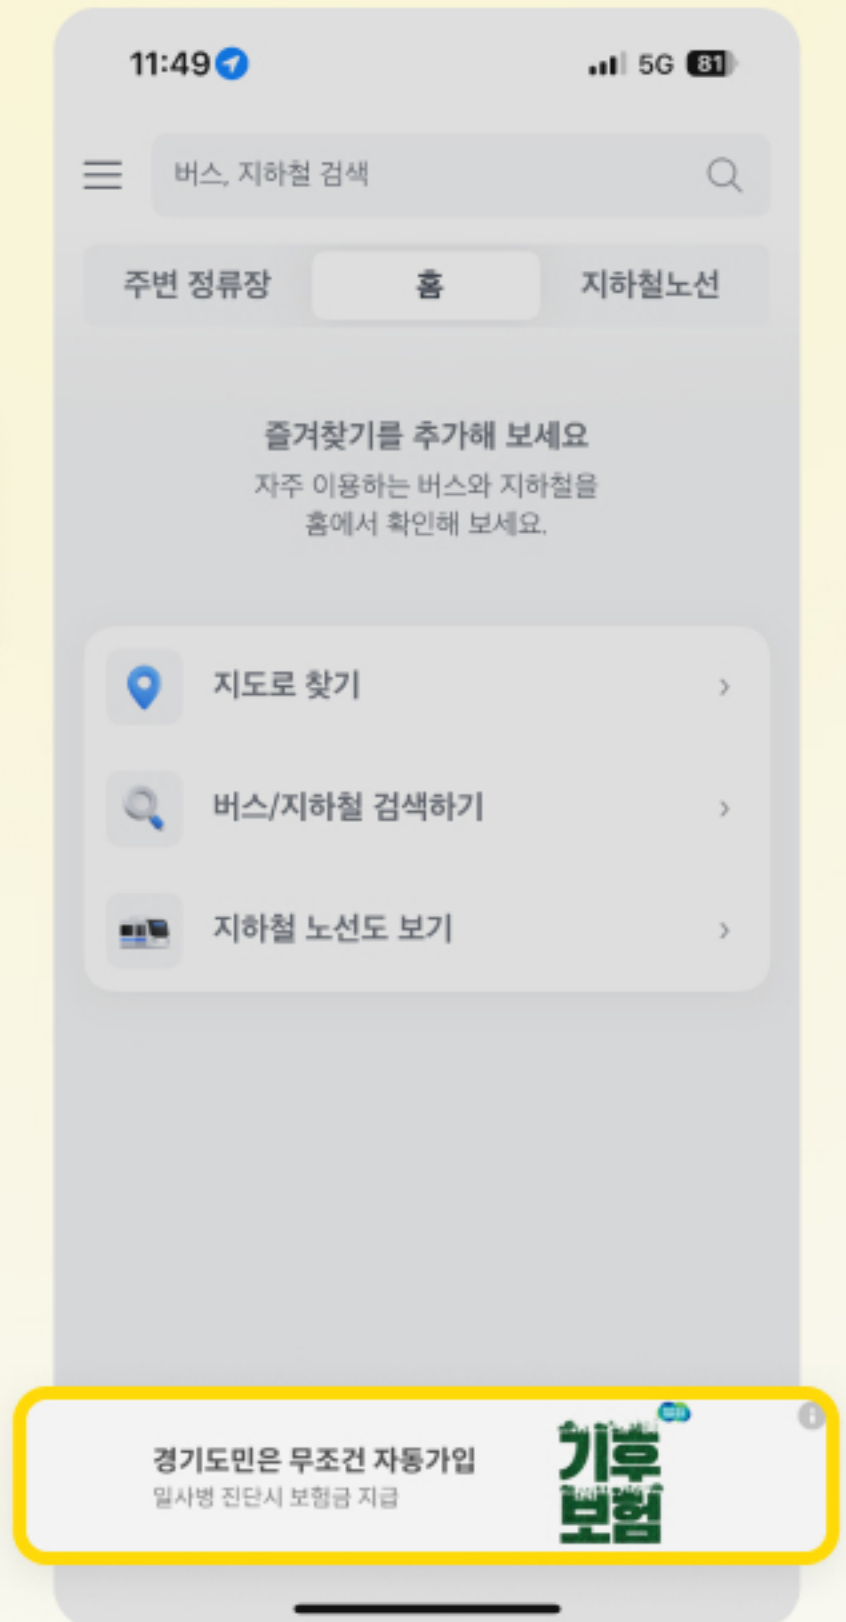 11:49
5G 81
버스, 지하철 검색
주변 정류장
홈
지하철노선
즐겨찾기를 추가해 보세요
자주 이용하는 버스와 지하철을
홈에서 확인해 보세요.
지도로 찾기
버스/지하철 검색하기
지하철 노선도 보기
경기도민은 무조건 자동가입
일사병 진단시 보험금 지급
기후
보험